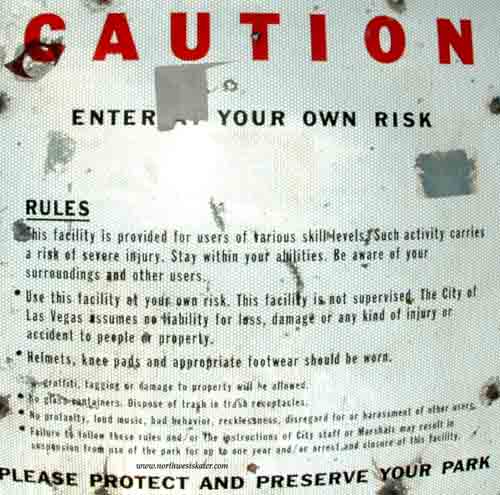 CAUTION
ENTER AT YOUR OWN RISK
RULES
This facility is provided for users of various skill levels. Such activity carries
a risk of severe injury. Stay within your abilities. Be aware of your
surroundings and other users.
• Use this facility at your own risk. This facility is not supervised. The City of
Las Vegas assumes no liability for loss, damage or any kind of injury or
accident to people or property.
• Helmets, knee pads and appropriate footwear should be worn.
No graffiti, tagging or damage to property will be allowed.
• No glass containers. Dispose of trash in trash receptacles.
• No profanity, loud music, bad behavior, recklessness, disregard for or harassment of other users.
• Failure to follow these rules and/or the instructions of City staff or Marshals may result in
suspension from use of the park for up to one year and/or arrest and closure of this facility.
www.northwestskater.com
PLEASE PROTECT AND PRESERVE YOUR PARK